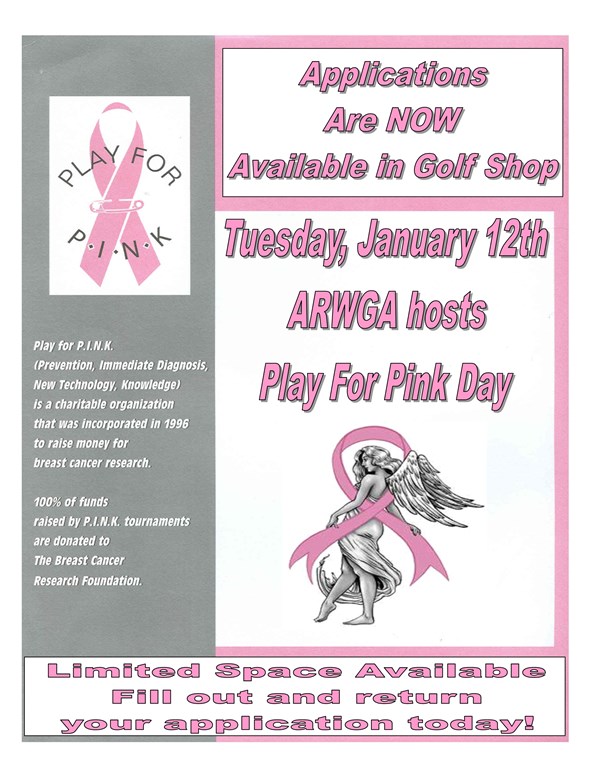 PLAY FOR
P·I·N·K
Play for P.I.N.K.
(Prevention, Immediate Diagnosis,
New Technology, Knowledge)
is a charitable organization
that was incorporated in 1996
to raise money for
breast cancer research.
100% of funds
raised by P.I.N.K. tournaments
are donated to
The Breast Cancer
Research Foundation.
Applications
Are NOW
Available in Golf Shop
Tuesday, January 12th
ARWGA hosts
Play For Pink Day
Limited Space Available
Fill out and return
your application today!